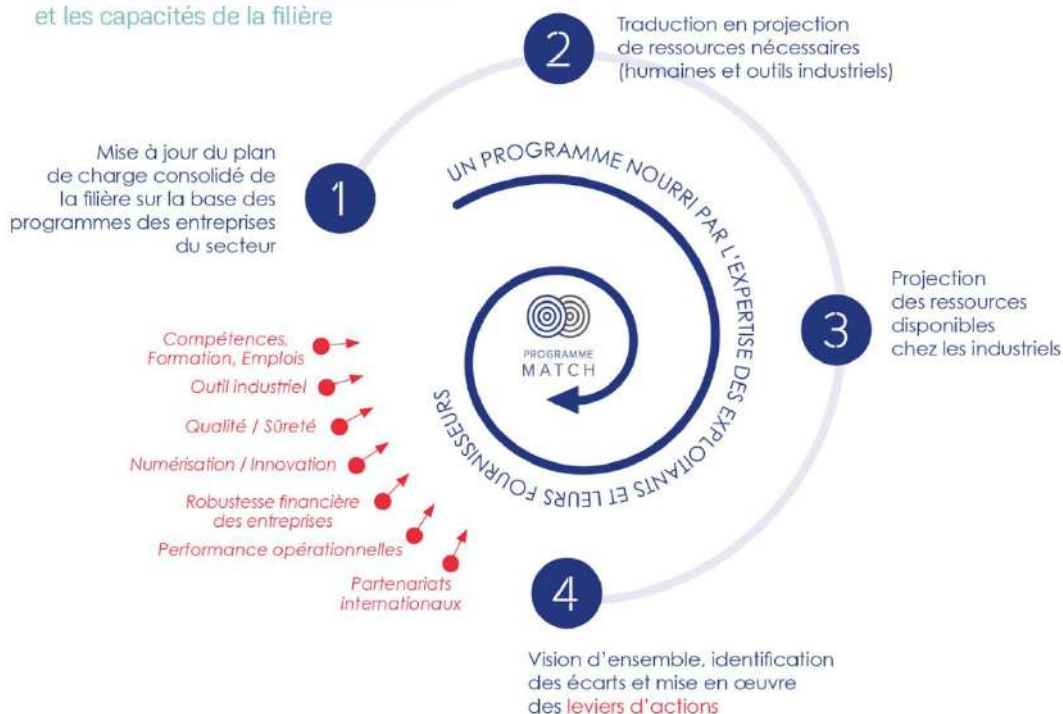 et les capacités de la filière
2
Traduction en projection
de ressources nécessaires
(humaines et outils industriels)
Mise à jour du plan
de charge consolidé de
la filière sur la base des
programmes des entreprises
du secteur
1
UN PROGRAMME NOURRI PAR L'EXPERTISE DES EXPLOITANTS ET LEURS FOURNISSEURS
PROGRAMME
MATCH
3
Projection
des ressources
disponibles
chez les industriels
Compétences,
Formation, Emplois
Outil industriel
Qualité / Sûreté
Numérisation / Innovation
Robustesse financière
des entreprises
Performance opérationnelles
Partenariats
internationaux
4
Vision d'ensemble, identification
des écarts et mise en œuvre
des leviers d'actions